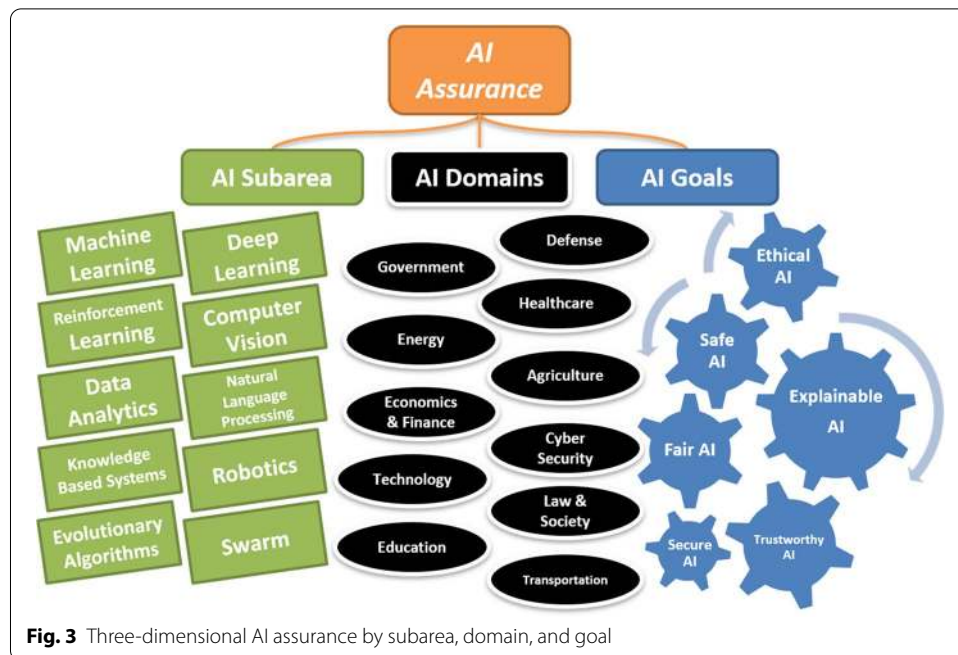 AI
Assurance
AI Subarea
AI Domains
AI Goals
Machine
Learning
Deep
Learning
Reinforcement
Learning
Computer
Vision
Data
Analytics
Natural
Language
Processing
Knowledge
Based Systems
Robotics
Evolutionary
Algorithms
Swarm
Government
Defense
Healthcare
Energy
Agriculture
Economics
& Finance
Cyber
Security
Technology
Law &
Society
Education
Transportation
Ethical
AI
Safe
AI
Explainable
AI
Fair AI
Secure
AI
Trustworthy
AI
Fig. 3 Three-dimensional AI assurance by subarea, domain, and goal